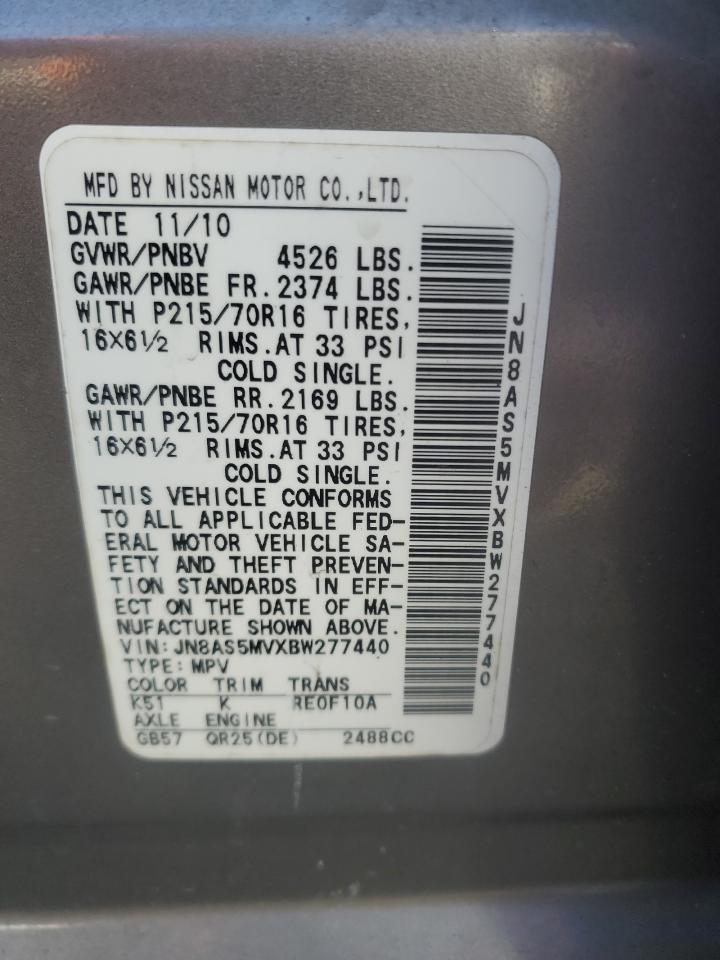 MFD BY NISSAN MOTOR CO.,LTD.
DATE 11/10
GVWR/PNBV 4526 LBS.
GAWR/PNBE FR. 2374 LBS.
WITH P215/70R16 TIRES,
16X6½ RIMS. AT 33 PSI
COLD SINGLE.
GAWR/PNBE RR. 2169 LBS.
WITH P215/70R16 TIRES,
16X6½ RIMS. AT 33 PSI
COLD SINGLE.
THIS VEHICLE CONFORMS
TO ALL APPLICABLE FED-
ERAL MOTOR VEHICLE SA-
FETY AND THEFT PREVEN-
TION STANDARDS IN EFF-
ECT ON THE DATE OF MA-
NUFACTURE SHOWN ABOVE.
VIN: JN8AS5MVXBW277440
TYPE: MPV
COLOR TRIM TRANS
K51 K RE0F10A
AXLE ENGINE
GB57 QR25(DE) 2488CC
JN8AS5MVXBW277440